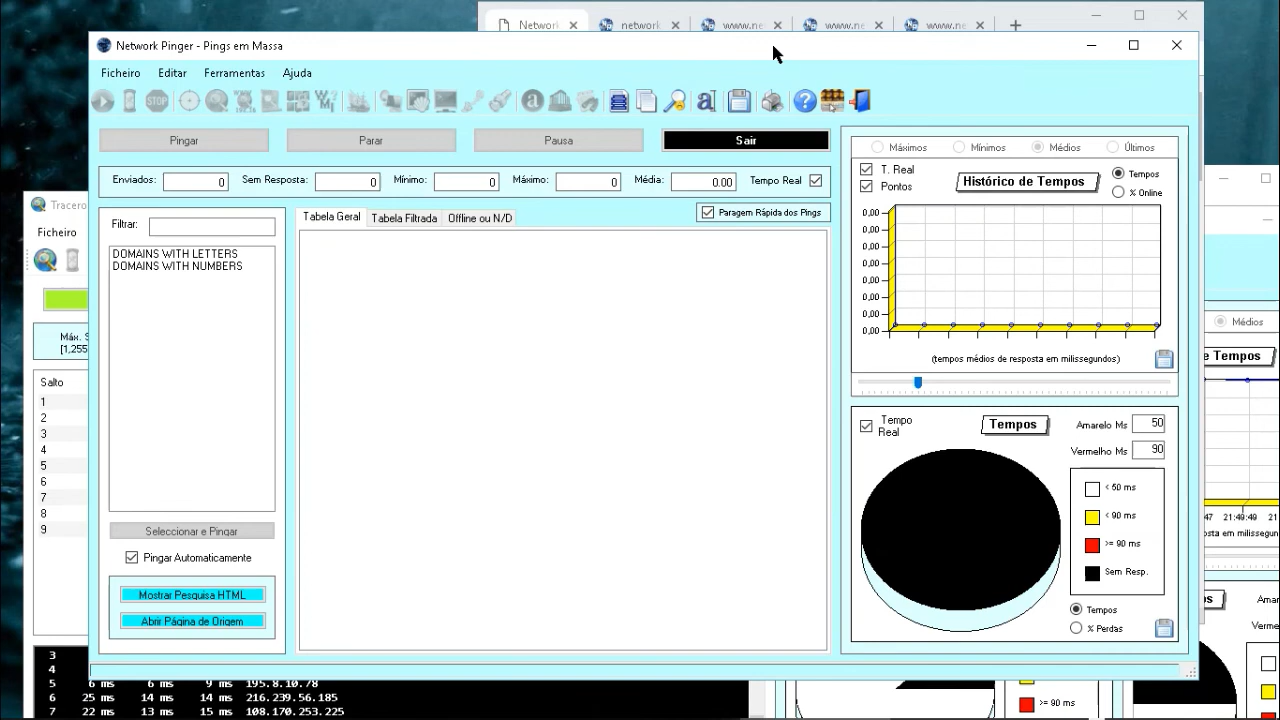 Network
network
www.ne
www.ne
www.ne
Network Pinger - Pings em Massa
Ficheiro Editar Ferramentas Ajuda
STOP
Pingar Parar Pausa Sair
Enviados: 0 Sem Resposta: 0 Mínimo: 0 Máximo: 0 Média: 0.00 Tempo Real
Filtrar:
Tabela Geral Tabela Filtrada Offline ou N/D
Paragem Rápida dos Pings
DOMAINS WITH LETTERS
DOMAINS WITH NUMBERS
Seleccionar e Pingar
Pingar Automaticamente
Mostrar Pesquisa HTML
Abrir Página de Origem
Máximos Mínimos Médios Últimos
T. Real
Pontos
Histórico de Tempos
Tempos
% Online
0,00
0,00
0,00
0,00
0,00
0,00
0,00
0,00
(tempos médios de resposta em milissegundos)
Tempo
Real
Tempos
Amarelo Ms 50
Vermelho Ms 90
< 50 ms
< 90 ms
>= 90 ms
Sem Resp.
Tempos
% Perdas
Tracero
Ficheiro
Máx. S
[1,255
Salto
1
2
3
4
5
6
7
8
9
3
4
5 6 ms 6 ms 9 ms 195.8.10.78
6 25 ms 14 ms 14 ms 216.239.56.185
7 22 ms 13 ms 15 ms 108.170.253.225
Médios
e Tempos
47 21:49:49 21
osta em milissegun
os
Amare
Verme
>= 90 ms